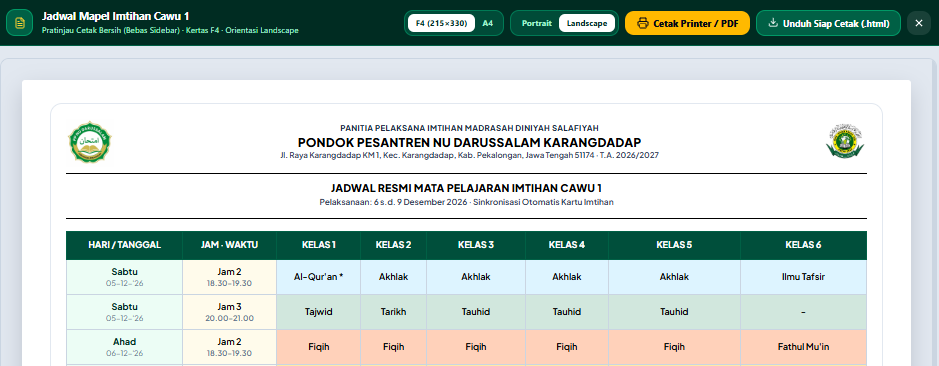 Jadwal Mapel Imtihan Cawu 1
Pratinjau Cetak Bersih (Bebas Sidebar) · Kertas F4 · Orientasi Landscape
F4 (215×330) A4 Portrait Landscape Cetak Printer / PDF Unduh Siap Cetak (.html) ×
PANITIA PELAKSANA IMTIHAN MADRASAH DINIYAH SALAFIYAH
PONDOK PESANTREN NU DARUSSALAM KARANGDADAP
Jl. Raya Karangdadap KM 1, Kec. Karangdadap, Kab. Pekalongan, Jawa Tengah 51174 · T.A. 2026/2027
JADWAL RESMI MATA PELAJARAN IMTIHAN CAWU 1
Pelaksanaan: 6 s.d. 9 Desember 2026 · Sinkronisasi Otomatis Kartu Imtihan
HARI / TANGGAL JAM · WAKTU KELAS 1 KELAS 2 KELAS 3 KELAS 4 KELAS 5 KELAS 6
Sabtu Jam 2 Al-Qur'an * Akhlak Akhlak Akhlak Akhlak Ilmu Tafsir
05-12-'26 18.30-19.30
Sabtu Jam 3 Tajwid Tarikh Tauhid Tauhid Tauhid -
05-12-'26 20.00-21.00
Ahad Jam 2 Fiqih Fiqih Fiqih Fiqih Fiqih Fathul Mu'in
06-12-'26 18.30-19.30